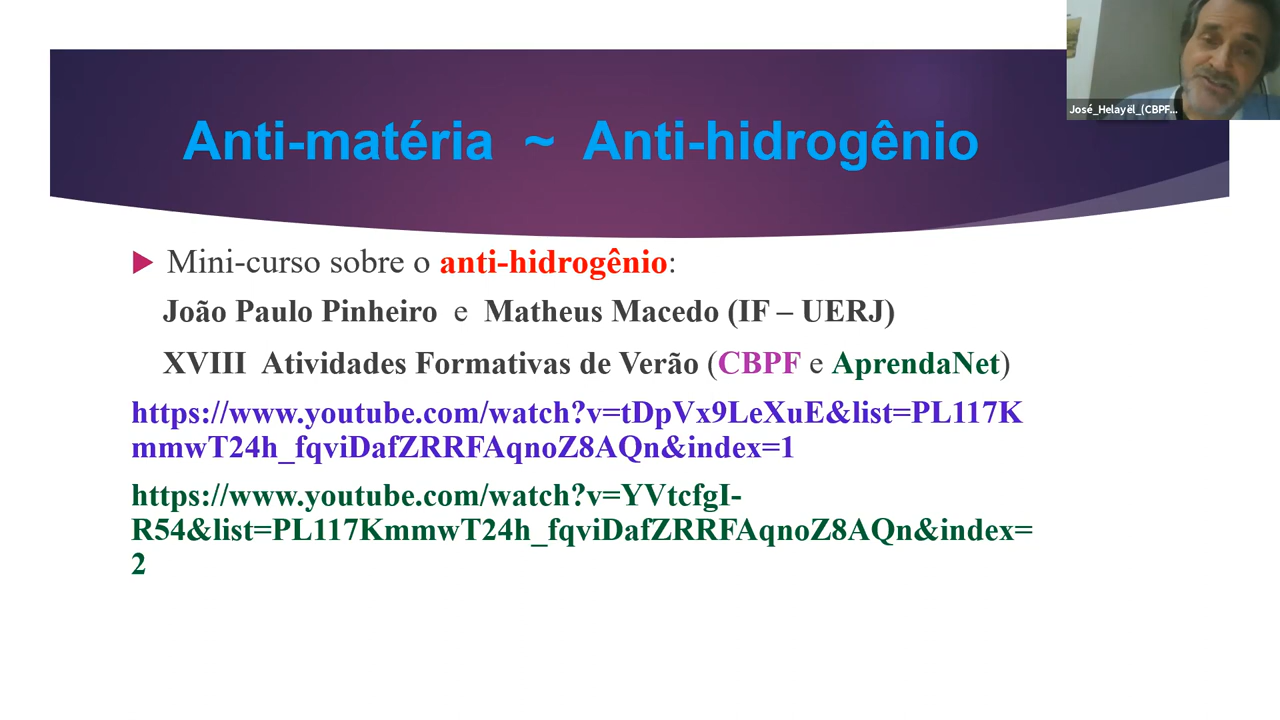 Anti-matéria ~ Anti-hidrogênio
José_Helayël_(CBPF...
Mini-curso sobre o anti-hidrogênio:
João Paulo Pinheiro e Matheus Macedo (IF – UERJ)
XVIII Atividades Formativas de Verão (CBPF e AprendaNet)
https://www.youtube.com/watch?v=tDpVx9LeXuE&list=PL117K
mmwT24h_fqviDafZRRFAqnoZ8AQn&index=1
https://www.youtube.com/watch?v=YVtcfgI-
R54&list=PL117KmmwT24h_fqviDafZRRFAqnoZ8AQn&index=
2